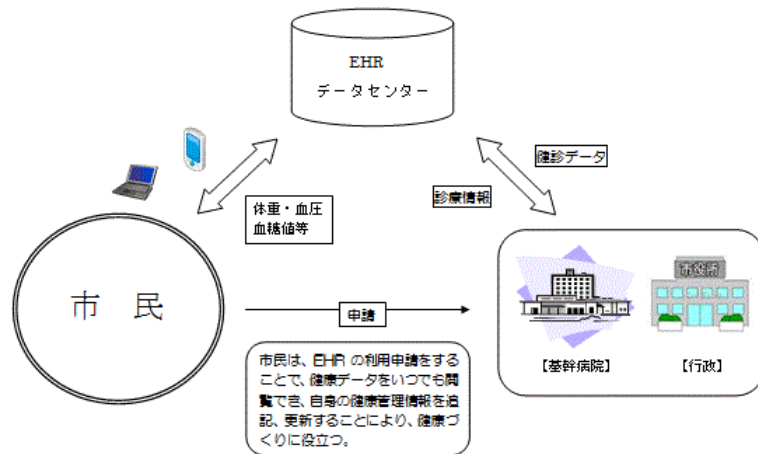 EHR
データセンター
健診データ
診療情報
体重・血圧
血糖値等
市　民
申請
市役所
市民は、EHR の利用申請をする
ことで、健康データをいつでも閲
覧でき、自身の健康管理情報を追
記、更新することにより、健康づ
くりに役立つ。
【基幹病院】
【行政】